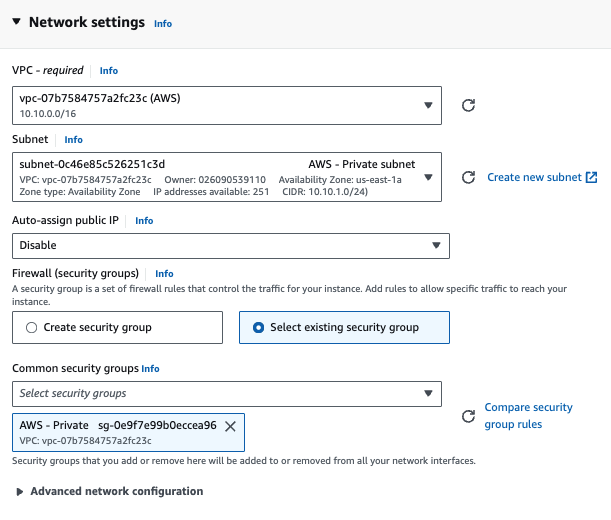 Network settings Info
VPC - required Info
vpc-07b7584757a2fc23c (AWS)
10.10.0.0/16
Subnet Info
subnet-0c46e85c526251c3d AWS - Private subnet
VPC: vpc-07b7584757a2fc23c Owner: 026090539110 Availability Zone: us-east-1a
Zone type: Availability Zone IP addresses available: 251 CIDR: 10.10.1.0/24)
Create new subnet
Auto-assign public IP Info
Disable
Firewall (security groups) Info
A security group is a set of firewall rules that control the traffic for your instance. Add rules to allow specific traffic to reach your
instance.
Create security group
Select existing security group
Common security groups Info
Select security groups
Compare security
group rules
AWS - Private sg-0e9f7e99b0eccea96
VPC: vpc-07b7584757a2fc23c
Security groups that you add or remove here will be added to or removed from all your network interfaces.
Advanced network configuration